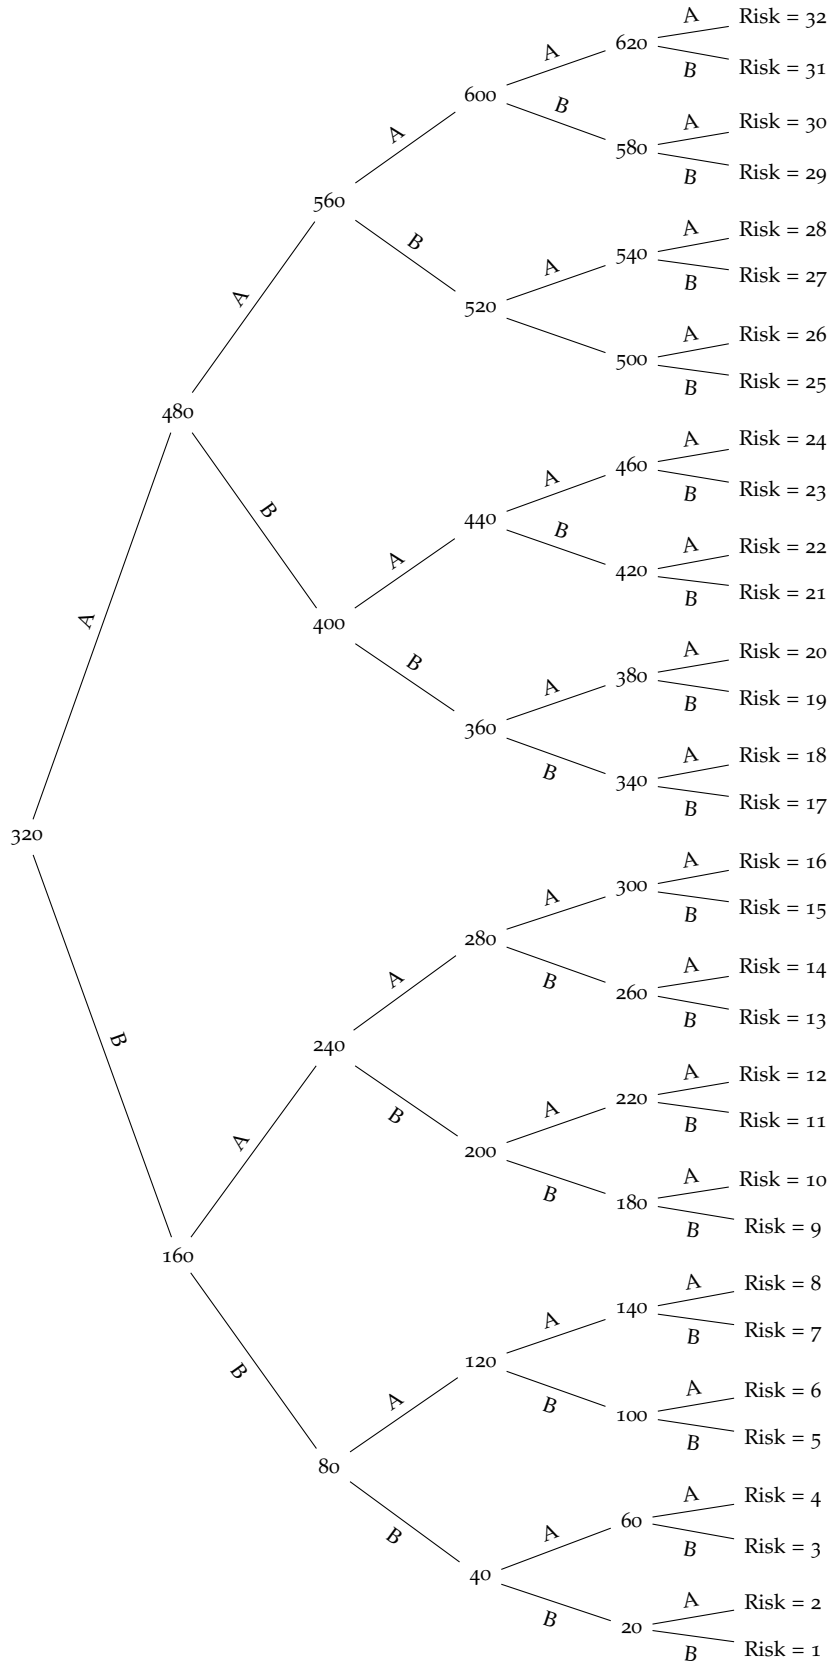 A
Risk = 32
620
A
B
Risk = 31
600
B
A
Risk = 30
580
A
B
Risk = 29
560
B
A
Risk = 28
540
A
A
B
Risk = 27
520
A
Risk = 26
500
B
Risk = 25
480
A
Risk = 24
460
A
B
Risk = 23
B
440
B
A
Risk = 22
A
420
B
Risk = 21
A
400
B
A
Risk = 20
380
A
B
Risk = 19
360
B
A
Risk = 18
340
B
Risk = 17
320
A
Risk = 16
300
A
B
Risk = 15
280
A
B
A
Risk = 14
260
B
Risk = 13
B
240
A
Risk = 12
220
B
A
B
Risk = 11
A
200
B
A
Risk = 10
180
B
Risk = 9
160
A
Risk = 8
140
A
B
Risk = 7
120
B
A
B
A
Risk = 6
100
B
Risk = 5
80
A
Risk = 4
60
B
A
B
Risk = 3
40
B
A
Risk = 2
20
B
Risk = 1